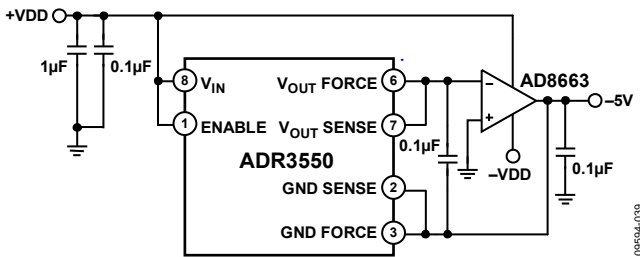 +VDD
1µF
0.1µF
8
VIN
VOUT FORCE
6
1
ENABLE
VOUT SENSE
7
ADR3550
GND SENSE
2
GND FORCE
3
0.1µF
AD8663
−
+
–VDD
–5V
0.1µF
09594-039